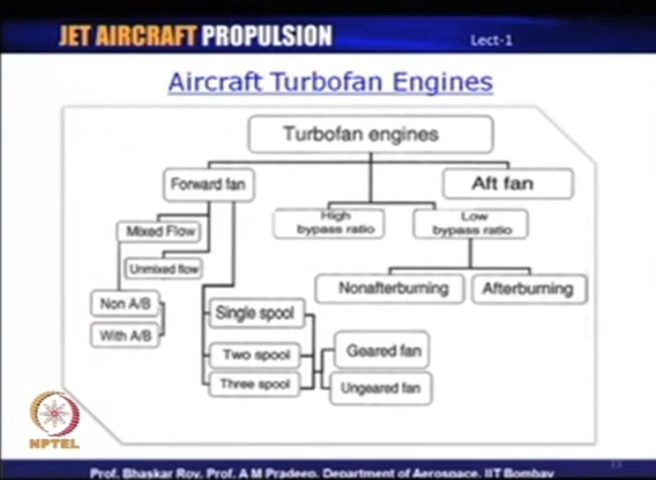 JET AIRCRAFT PROPULSION
Lect-1
Aircraft Turbofan Engines
Turbofan engines
Forward fan
Aft fan
High
bypass ratio
Low
bypass ratio
Mixed Flow
Unmixed flow
Nonafterburning
Afterburning
Non A/B
With A/B
Single spool
Two spool
Three spool
Geared fan
Ungeared fan
NPTEL
Prof. Bhaskar Roy, Prof. A M Pradeep, Department of Aerospace, IIT Bombay
13